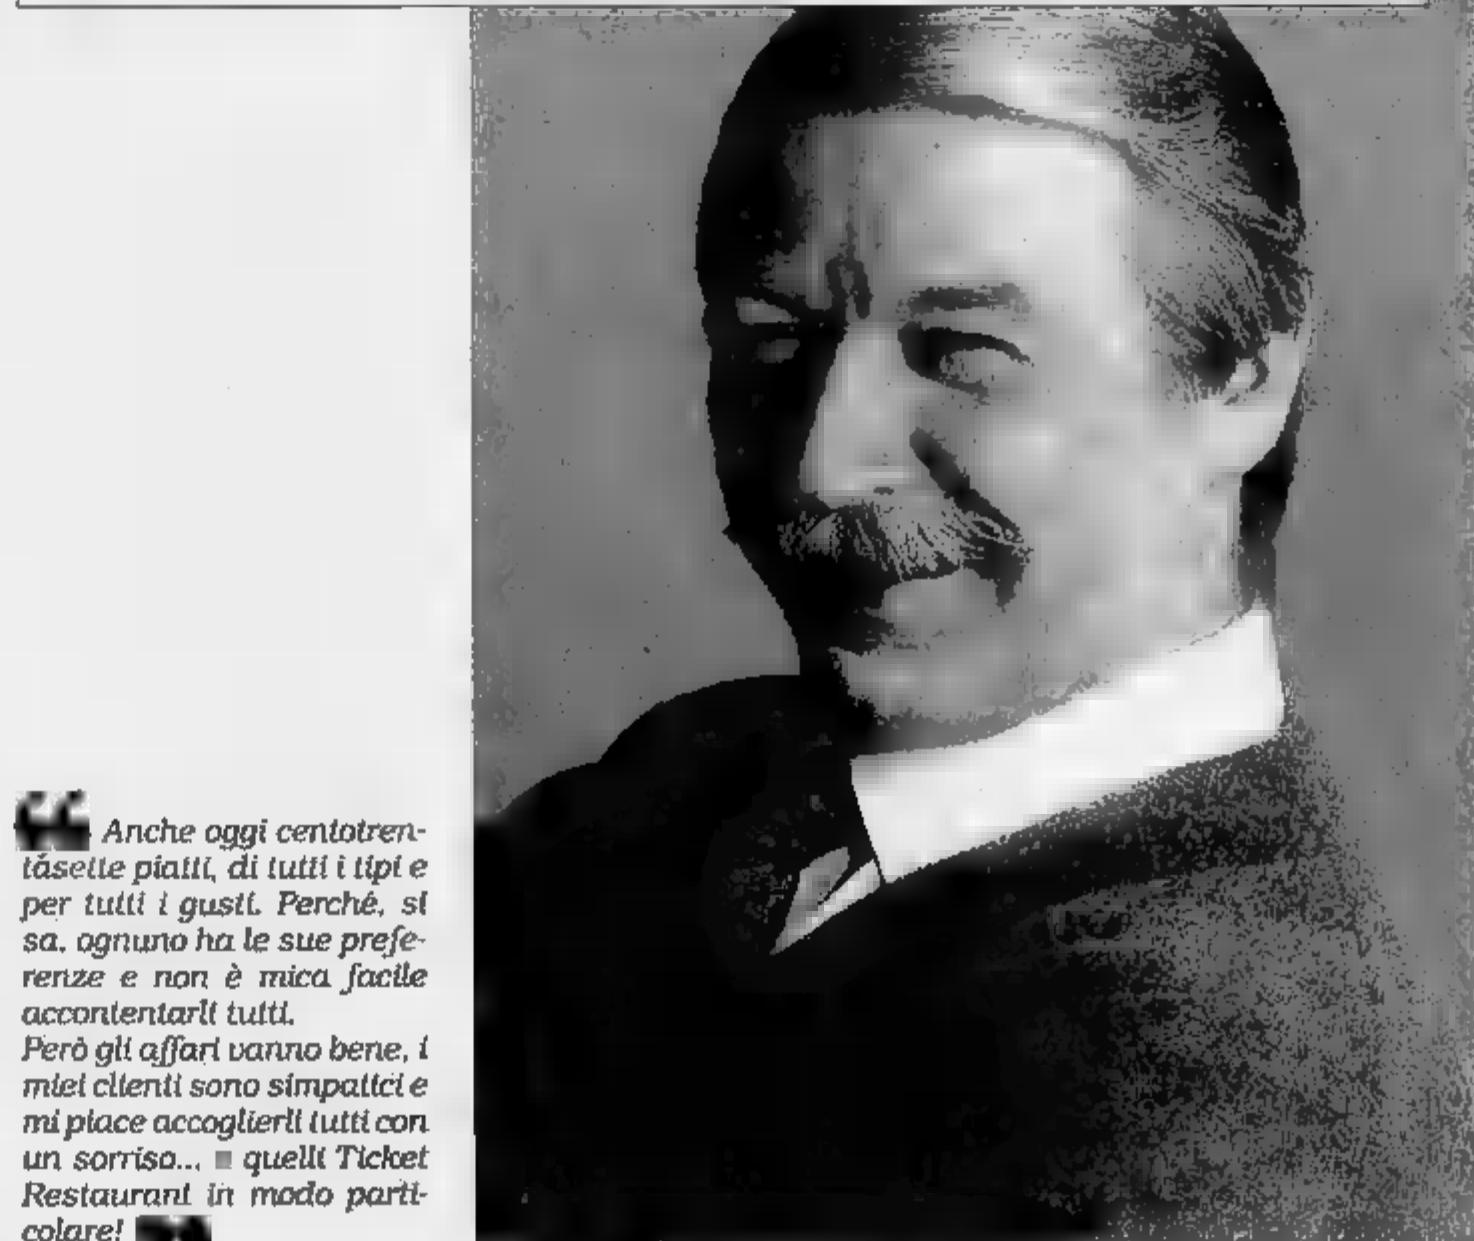 “ Anche oggi centotren-
taselle piatti, di tutti i tipi e
per tutti i gusti. Perché, si
sa, ognuno ha le sue prefe-
renze e non è mica facile
accontentarli tutti.
Però gli affari vanno bene, i
miei clienti sono simpatici e
mi piace accoglierli tutti con
un sorriso... quelli Ticket
Restaurant in modo parti-
colare! ”